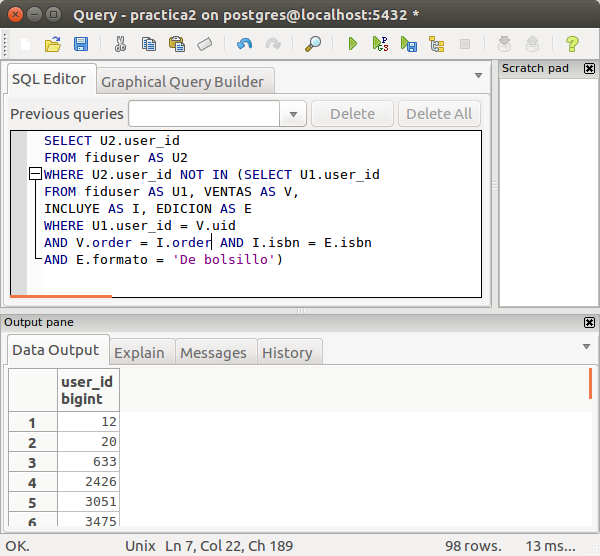 Query - practica2 on postgres@localhost:5432 *
SQL Editor
Graphical Query Builder
Previous queries
Delete
Delete All
SELECT U2.user_id
FROM fiduser AS U2
WHERE U2.user_id NOT IN (SELECT U1.user_id
FROM fiduser AS U1, VENTAS AS V,
INCLUYE AS I, EDICION AS E
WHERE U1.user_id = V.uid
AND V.order = I.order AND I.isbn = E.isbn
AND E.formato = 'De bolsillo')
Scratch pad
Output pane
Data Output
Explain
Messages
History
user_id
bigint
1 12
2 20
3 633
4 2426
5 3051
6 3475
OK.
Unix
Ln 7, Col 22, Ch 189
98 rows.
13 ms...